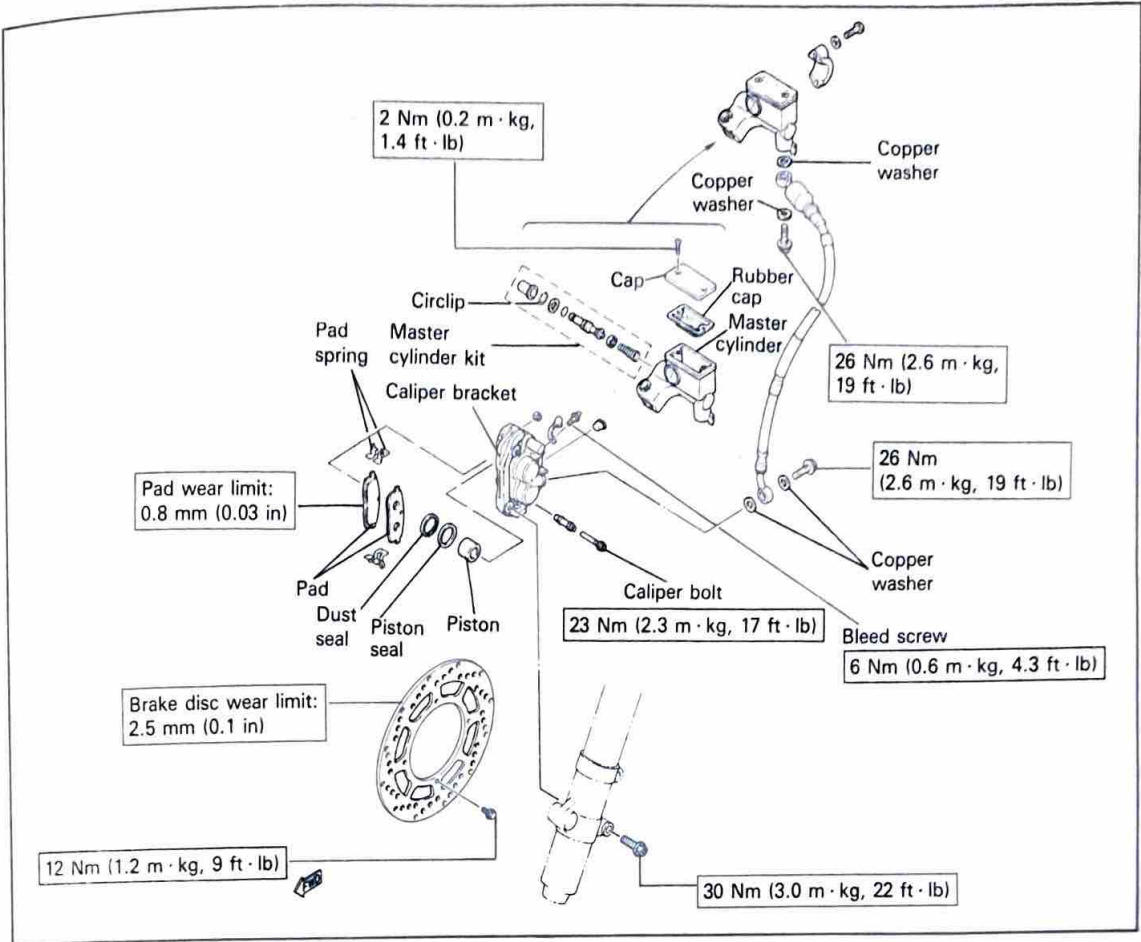 2 Nm (0.2 m · kg,
1.4 ft · lb)
Copper
washer
Copper
washer
Cap
Rubber
cap
Circlip
Master
cylinder
Pad
spring
Master
cylinder kit
26 Nm (2.6 m · kg,
19 ft · lb)
Caliper bracket
26 Nm
(2.6 m · kg, 19 ft · lb)
Pad wear limit:
0.8 mm (0.03 in)
Copper
washer
Pad
Dust
seal
Piston
seal
Piston
Caliper bolt
23 Nm (2.3 m · kg, 17 ft · lb)
Bleed screw
6 Nm (0.6 m · kg, 4.3 ft · lb)
Brake disc wear limit:
2.5 mm (0.1 in)
12 Nm (1.2 m · kg, 9 ft · lb)
FWD
30 Nm (3.0 m · kg, 22 ft · lb)